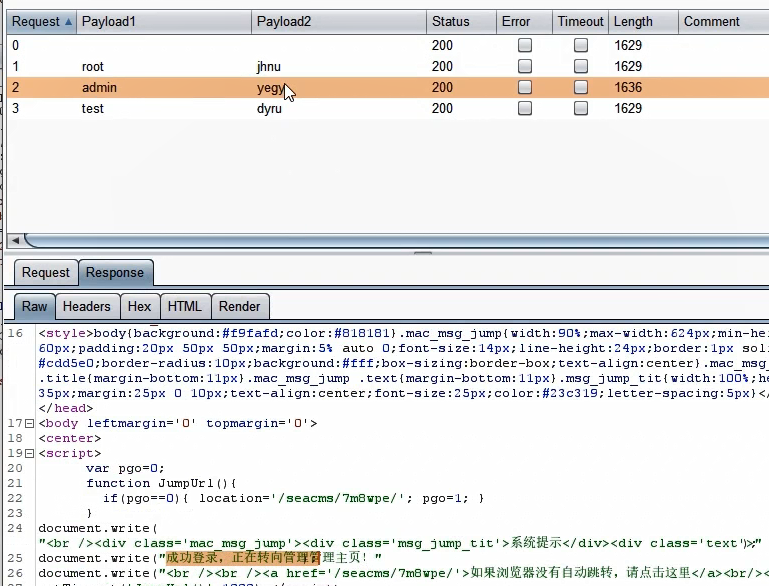 Request Payload1 Payload2 Status Error Timeout Length Comment
0 200 1629
1 root jhnu 200 1629
2 admin yegy 200 1636
3 test dyru 200 1629
Request Response
Raw Headers Hex HTML Render
16 <style>body{background:#f9fafd;color:#818181}.mac_msg_jump{width:90%;max-width:624px;min-he
60px;padding:20px 50px 50px;margin:5% auto 0;font-size:14px;line-height:24px;border:1px soli
#cdd5e0;border-radius:10px;background:#fff;box-sizing:border-box;text-align:center}.mac_msg
.title{margin-bottom:11px}.mac_msg_jump .text{margin-bottom:11px}.msg_jump_tit{width:100%;he
35px;margin:25px 0 10px;text-align:center;font-size:25px;color:#23c319;letter-spacing:5px}</
</head>
17 <body leftmargin='0' topmargin='0'>
18 <center>
19 <script>
20 var pgo=0;
21 function JumpUrl(){
22 if(pgo==0){ location='/seacms/7m8wpe/'; pgo=1; }
23 }
24 document.write(
"<br /><div class='mac_msg_jump'><div class='msg_jump_tit'>系统提示</div><div class='text'>"
25 document.write("成功登录，正在转向管理管理主页！"
26 document.write("<br /><br /><a href='/seacms/7m8wpe/'>如果浏览器没有自动跳转，请点击这里</a><br/><